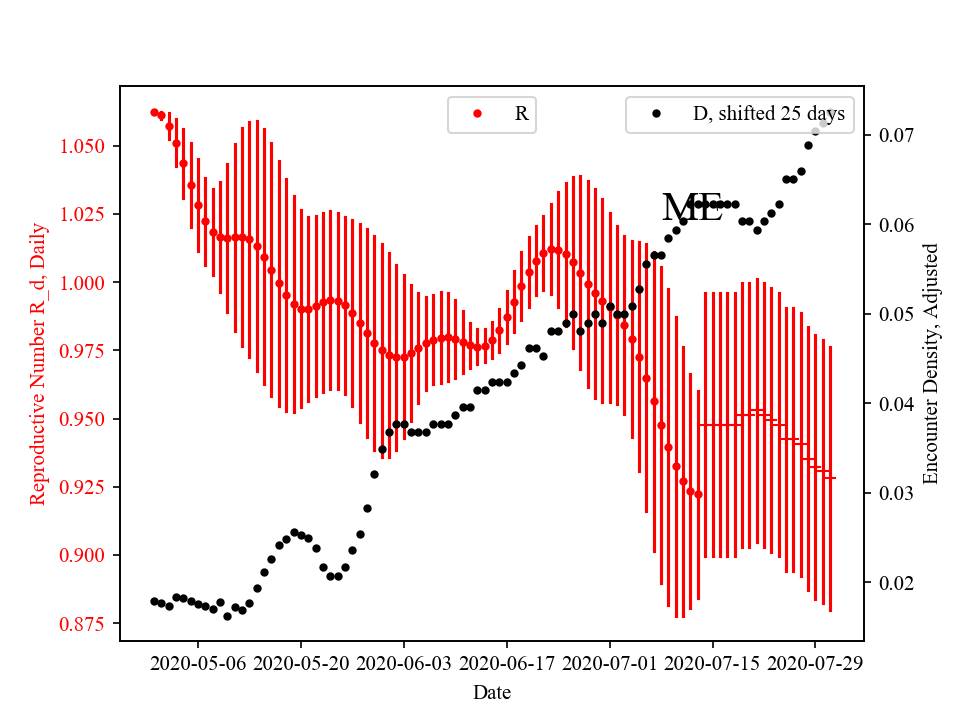 R
D, shifted 25 days
ME
Reproductive Number R_d, Daily
1.050
1.025
1.000
0.975
0.950
0.925
0.900
0.875
Encounter Density, Adjusted
0.07
0.06
0.05
0.04
0.03
0.02
2020-05-06 2020-05-20 2020-06-03 2020-06-17 2020-07-01 2020-07-15 2020-07-29
Date